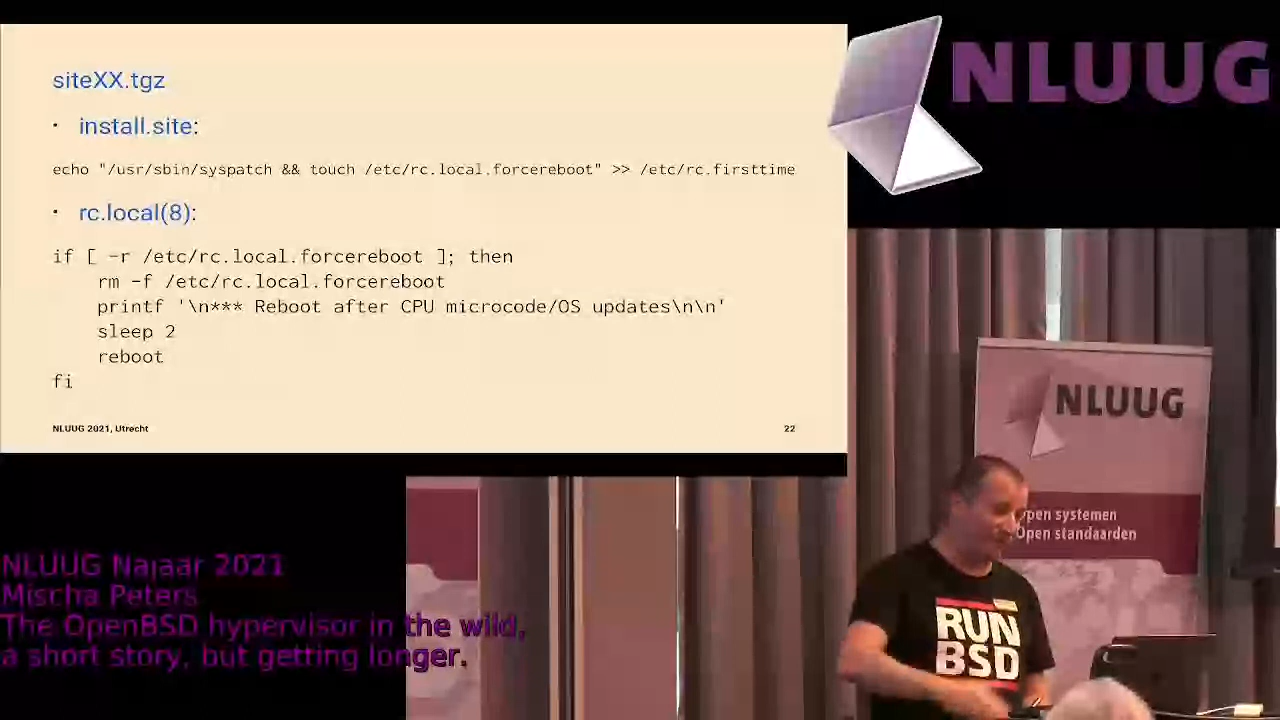 siteXX.tgz
· install.site:
echo "/usr/sbin/syspatch && touch /etc/rc.local.forcereboot" >> /etc/rc.firsttime
· rc.local(8):
if [ -r /etc/rc.local.forcereboot ]; then
rm -f /etc/rc.local.forcereboot
printf '\n*** Reboot after CPU microcode/OS updates\n\n'
sleep 2
reboot
fi
NLUUG 2021, Utrecht
22
NLUUG
NLUUG
Open systemen
Open standaarden
RUN
BSD
NLUUG Najaar 2021
Mischa Peters
The OpenBSD hypervisor in the wild,
a short story, but getting longer.